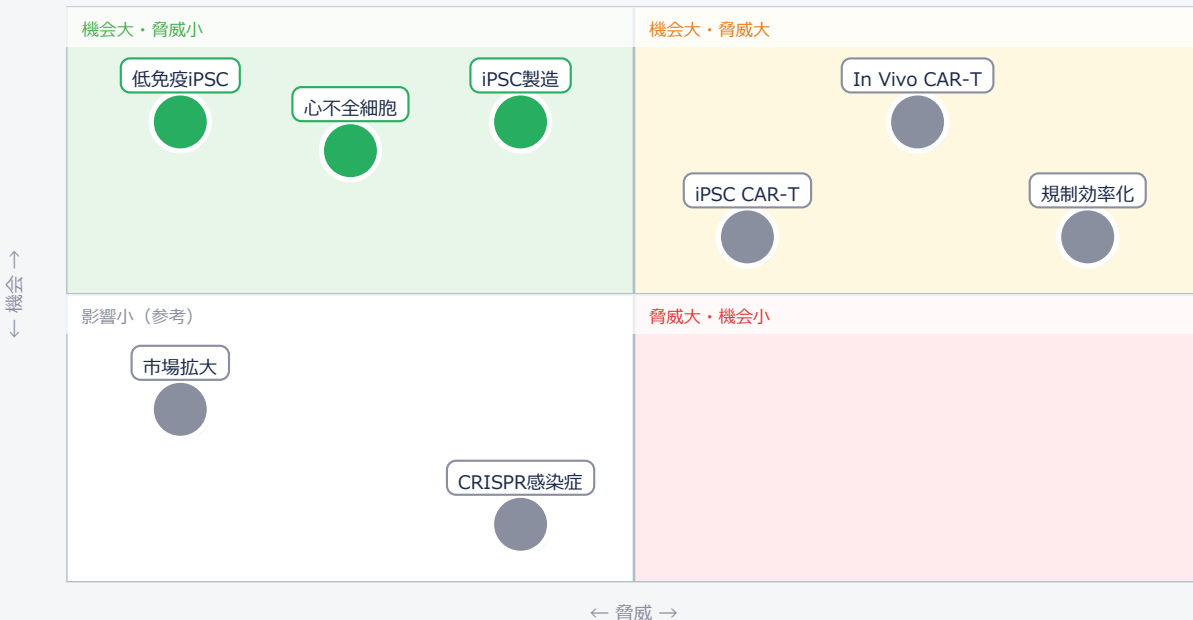 機会大・脅威小
機会大・脅威大
低免疫iPSC
心不全細胞
iPSC製造
In Vivo CAR-T
iPSC CAR-T
規制効率化
← 機会 →
影響小（参考）
脅威大・機会小
市場拡大
CRISPR感染症
← 脅威 →